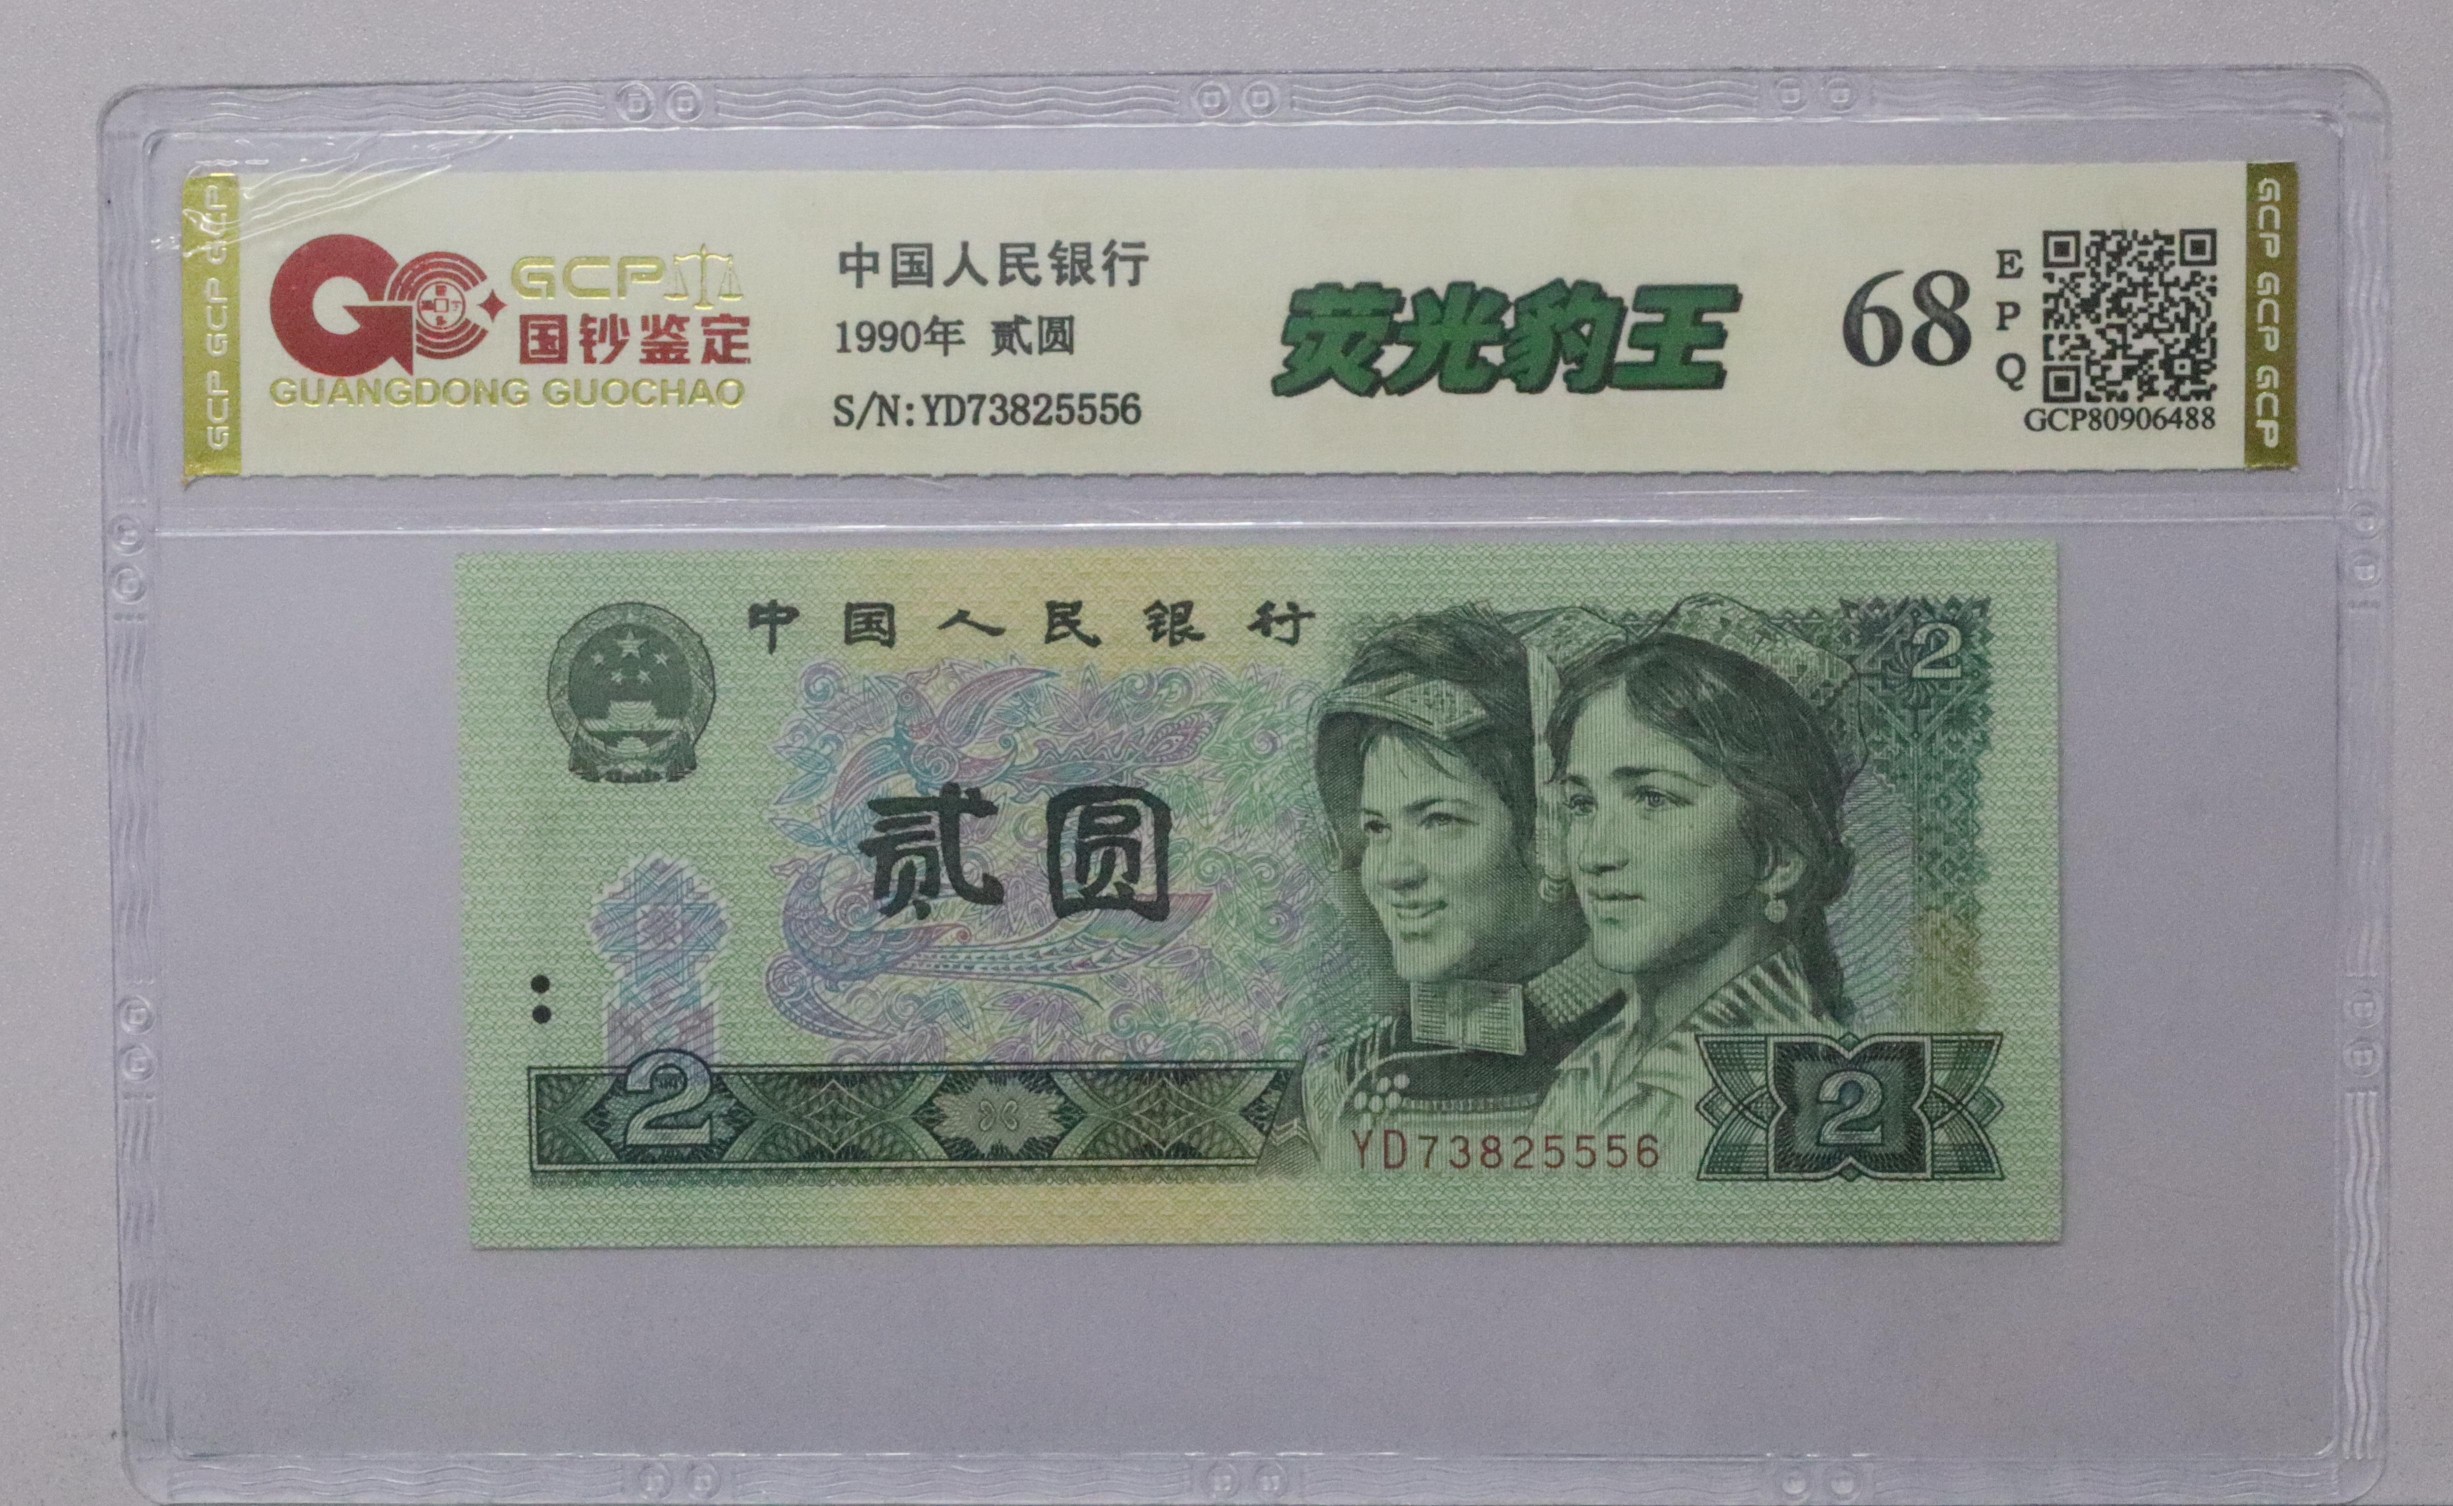 GCP GCP GCP
GCP
国钞鉴定
GUANGDONG GUOCHAO
中国人民银行
1990年 贰圆
S/N:YD73825556
荧光豹王
68
E
P
Q
GCP80906488
GCP GCP GCP
中国人民银行
2
贰圆
2
YD73825556
2